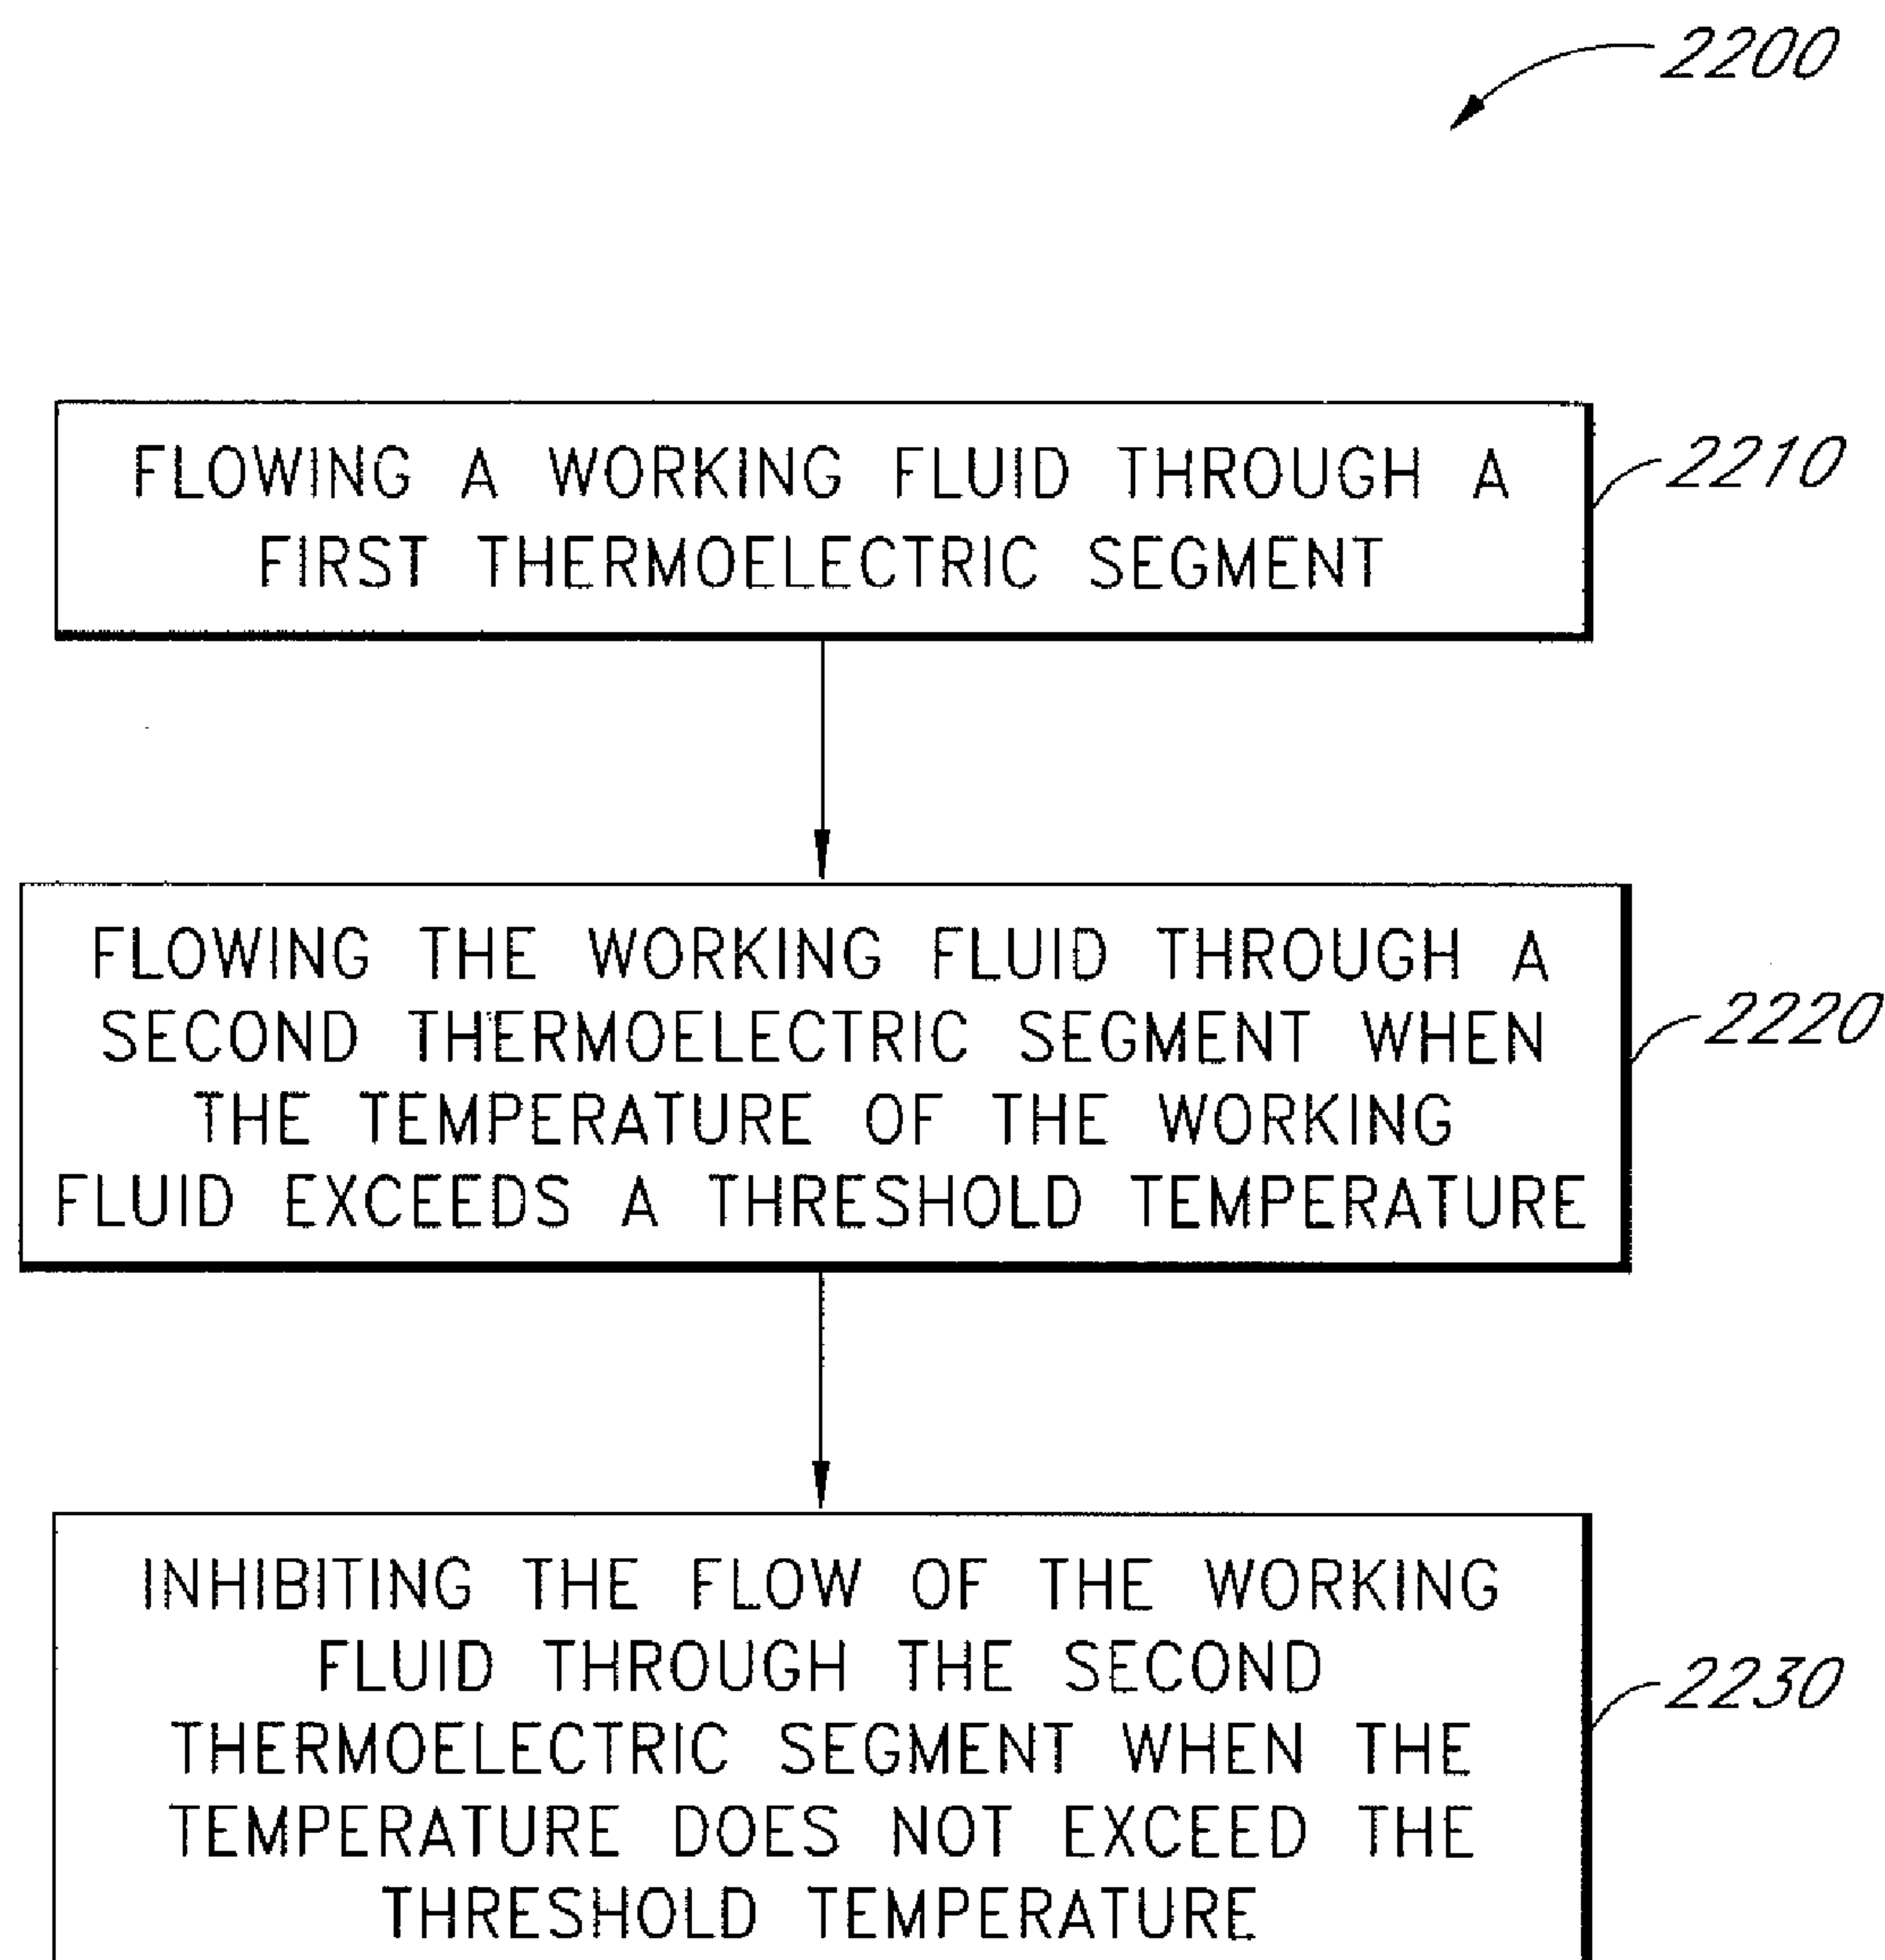 2200
FLOWING A WORKING FLUID THROUGH A
FIRST THERMOELECTRIC SEGMENT
2210
FLOWING THE WORKING FLUID THROUGH A
SECOND THERMOELECTRIC SEGMENT WHEN
THE TEMPERATURE OF THE WORKING
FLUID EXCEEDS A THRESHOLD TEMPERATURE
2220
INHIBITING THE FLOW OF THE WORKING
FLUID THROUGH THE SECOND
THERMOELECTRIC SEGMENT WHEN THE
TEMPERATURE DOES NOT EXCEED THE
THRESHOLD TEMPERATURE
2230